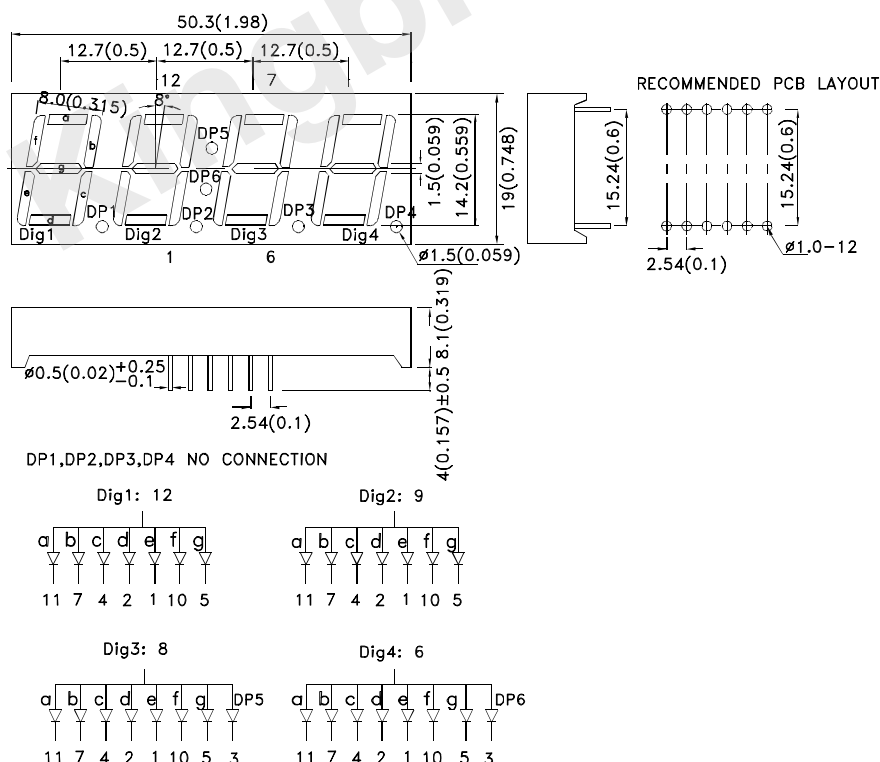 50.3(1.98)
12.7(0.5) 12.7(0.5) 12.7(0.5)
12 7
RECOMMENDED PCB LAYOUT
8.0(0.315) 8°
a
f b
g
e c
d
DP5
DP6
DP1 DP2 DP3 DP4
Dig1 Dig2 Dig3 Dig4
1 6
1.5(0.059)
14.2(0.559)
19(0.748)
ø1.5(0.059)
15.24(0.6)
15.24(0.6)
2.54(0.1)
ø1.0-12
8.1(0.319)
ø0.5(0.02)+0.25
-0.1
2.54(0.1)
4(0.157)±0.5
DP1,DP2,DP3,DP4 NO CONNECTION
Dig1: 12
a b c d e f g
11 7 4 2 1 10 5
Dig2: 9
a b c d e f g
11 7 4 2 1 10 5
Dig3: 8
a b c d e f g DP5
11 7 4 2 1 10 5 3
Dig4: 6
a b c d e f g DP6
11 7 4 2 1 10 5 3